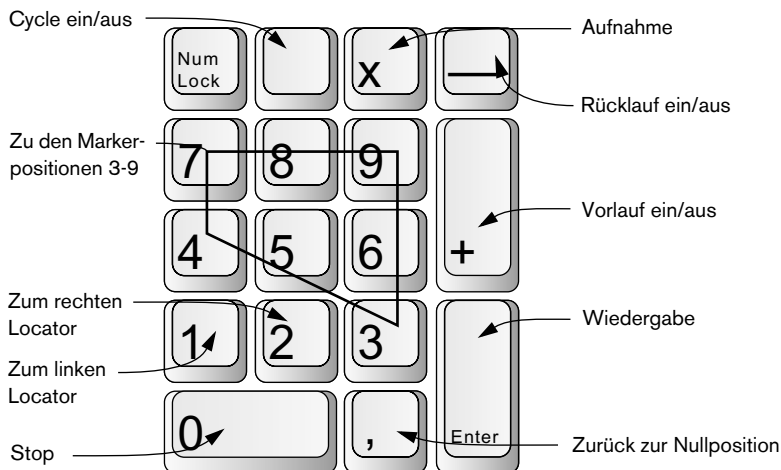 Cycle ein/aus
Aufnahme
Num
Lock
x
—
Rücklauf ein/aus
Zu den Marker-
positionen 3-9
7
8
9
Vorlauf ein/aus
4
5
6
+
Zum rechten
Locator
Wiedergabe
1
2
3
Zum linken
Locator
0
,
Enter
Stop
Zurück zur Nullposition